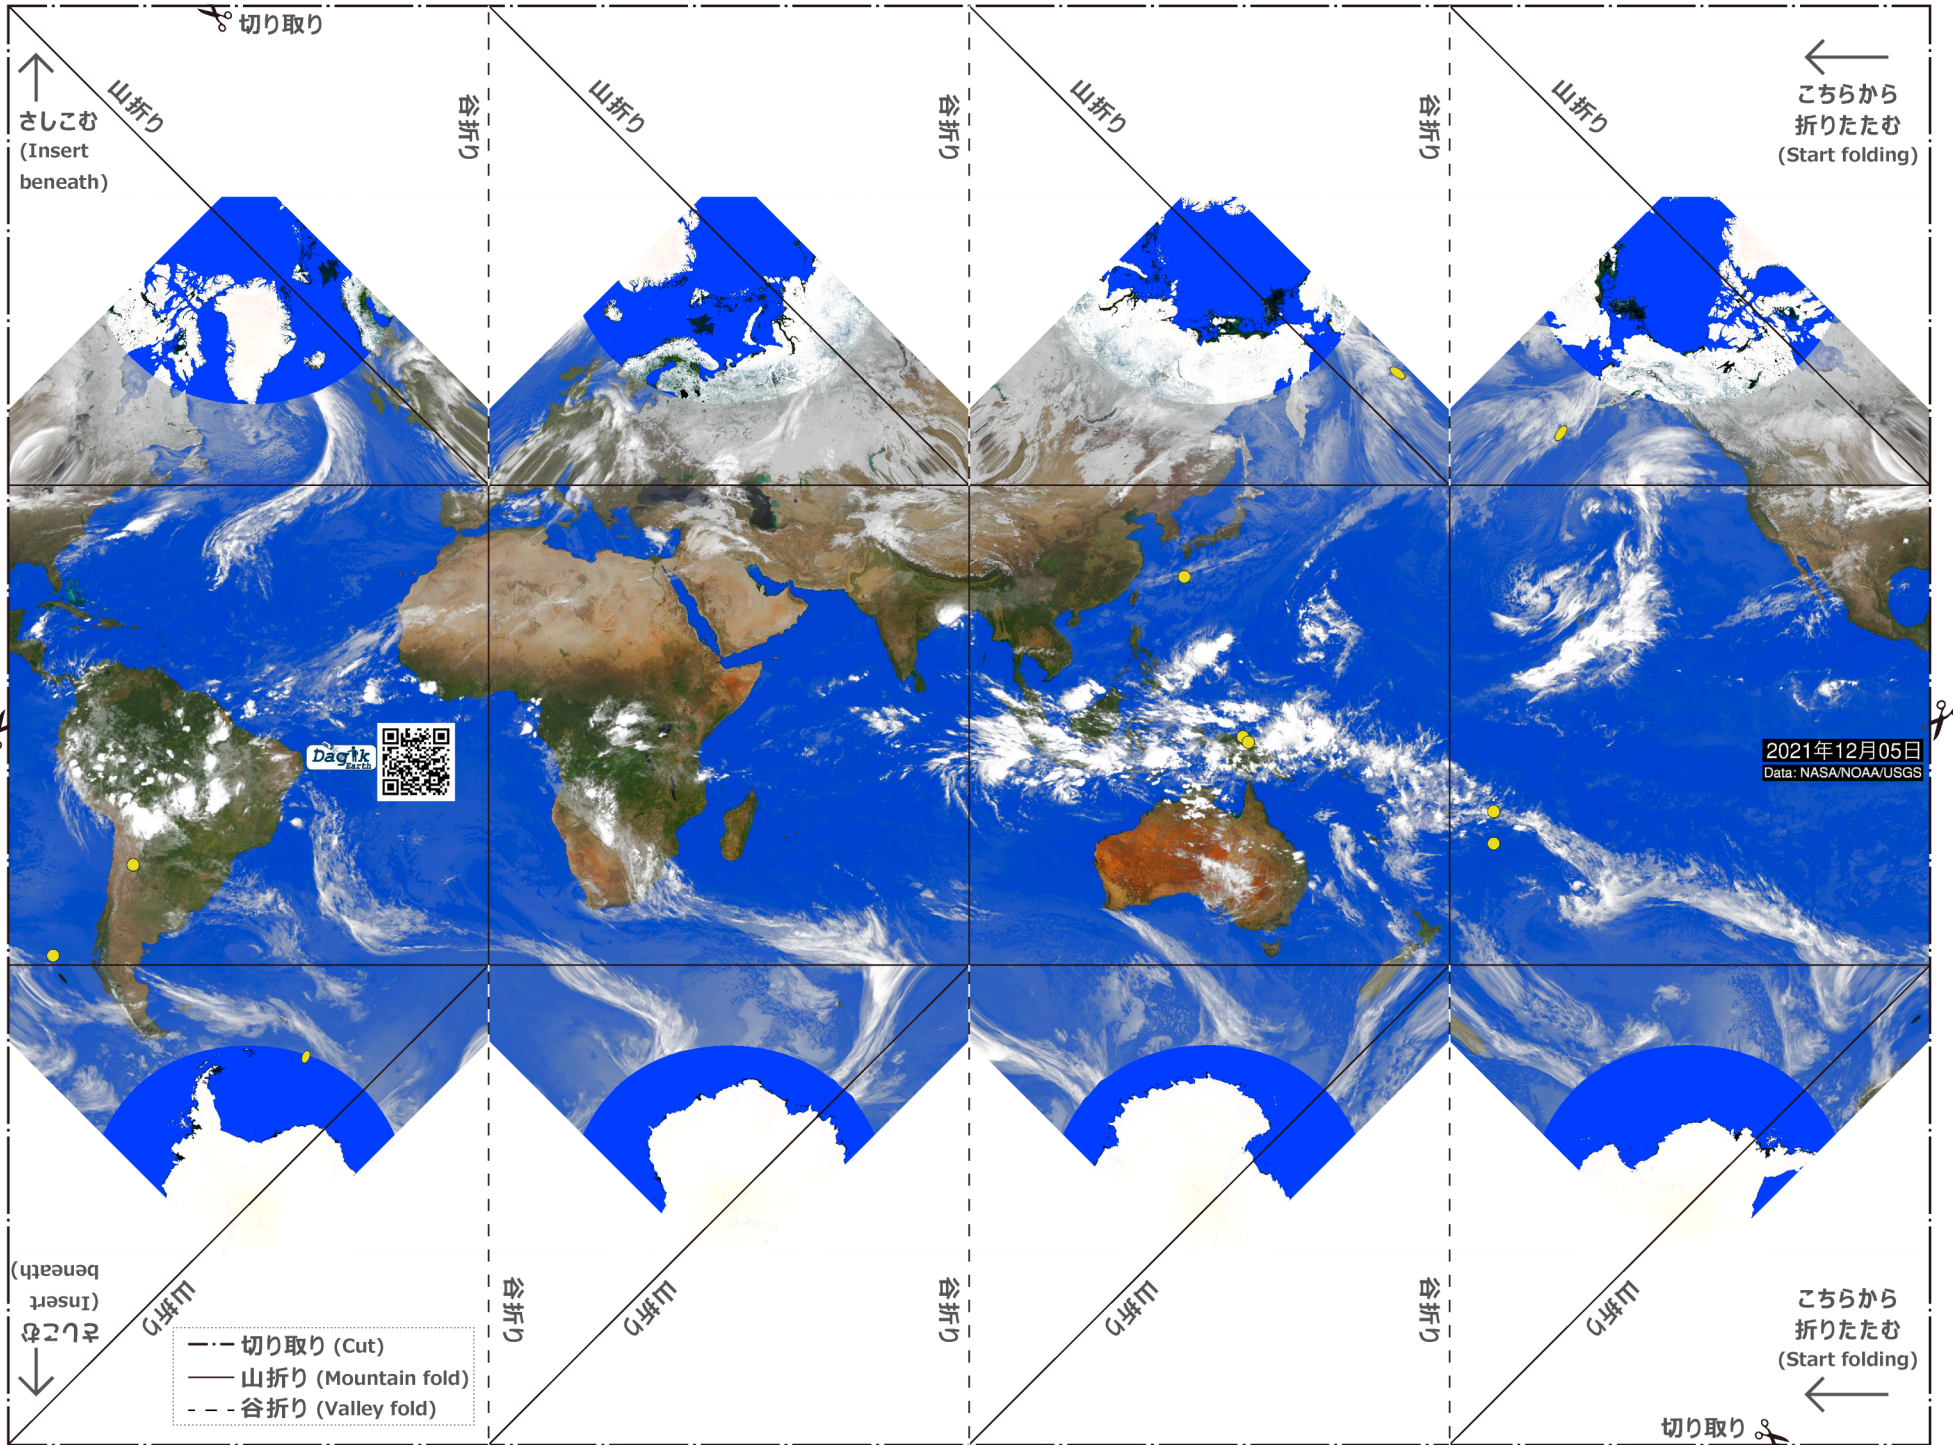 切り取り
さしこむ
(Insert
beneath)
山折り
谷折り
山折り
谷折り
山折り
谷折り
山折り
こちらから
折りたたむ
(Start folding)
Dagik
Earth
2021年12月05日
Data: NASA/NOAA/USGS
さしこむ
(Insert
beneath)
山折り
谷折り
山折り
谷折り
山折り
谷折り
山折り
こちらから
折りたたむ
(Start folding)
切り取り (Cut)
山折り (Mountain fold)
谷折り (Valley fold)
切り取り